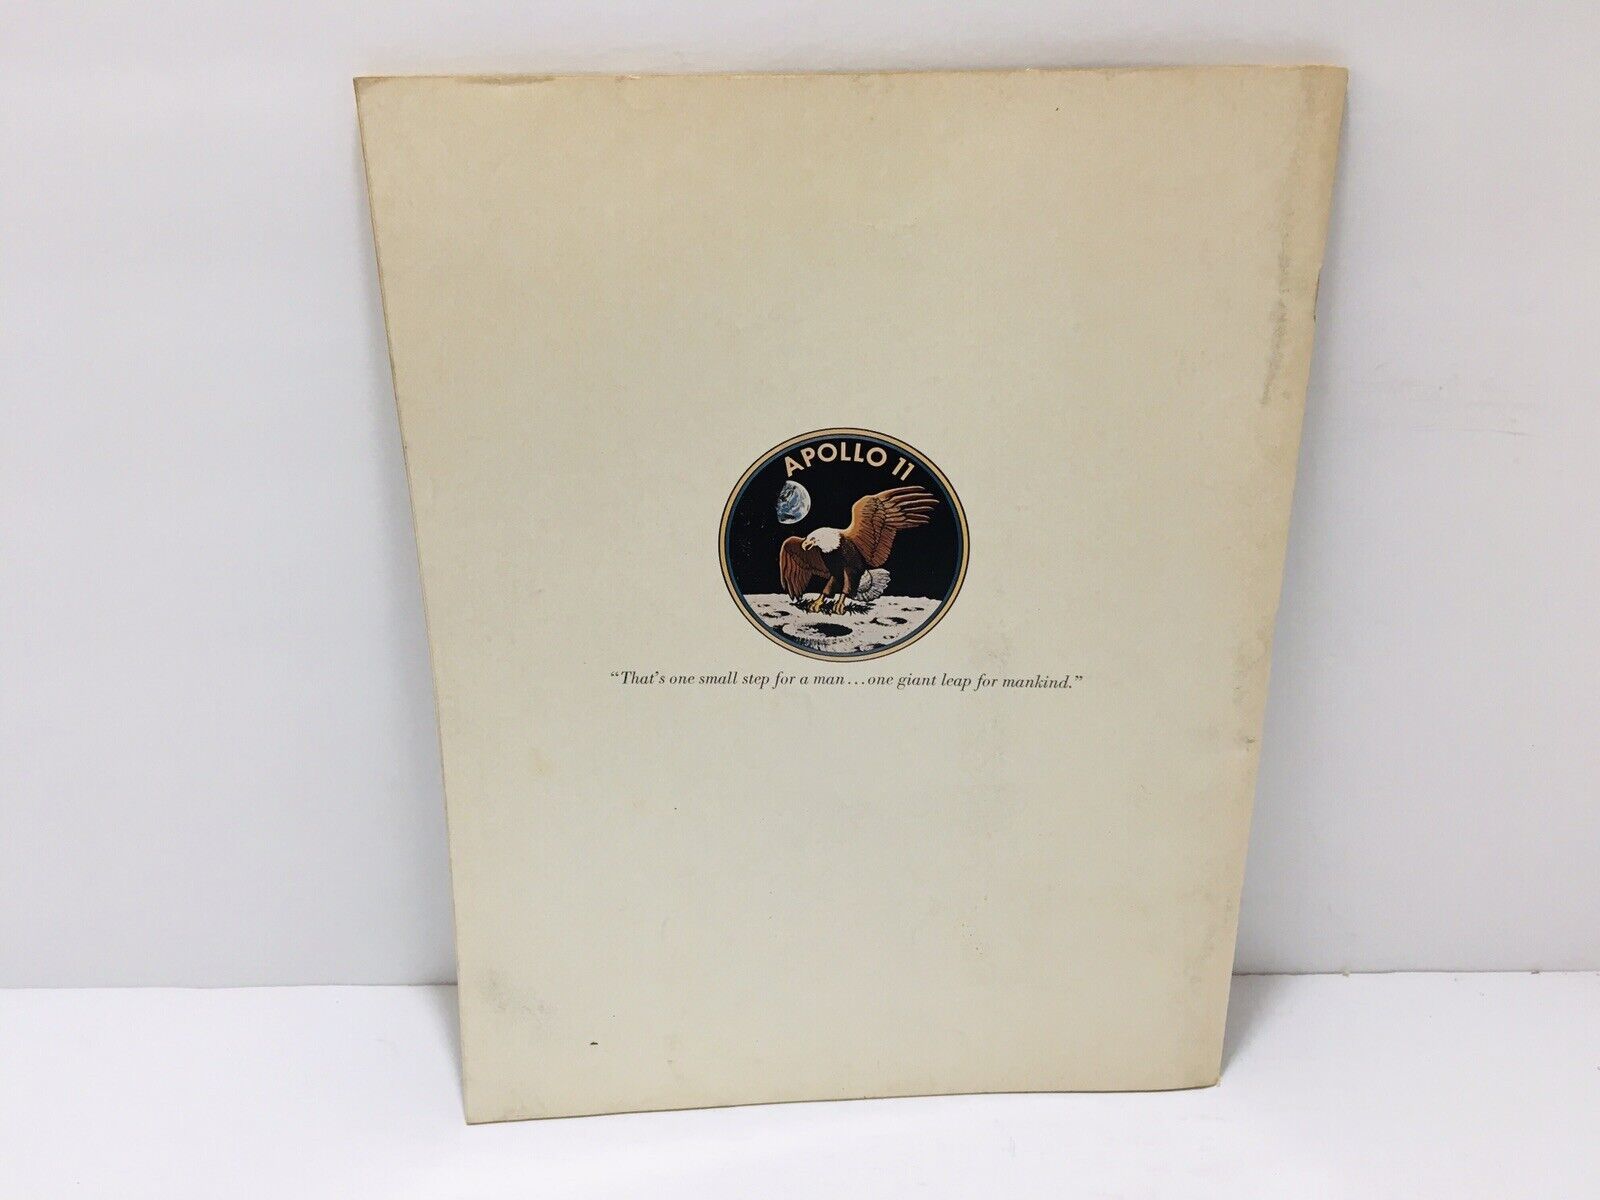 APOLLO 11
“That's one small step for a man...one giant leap for mankind.”